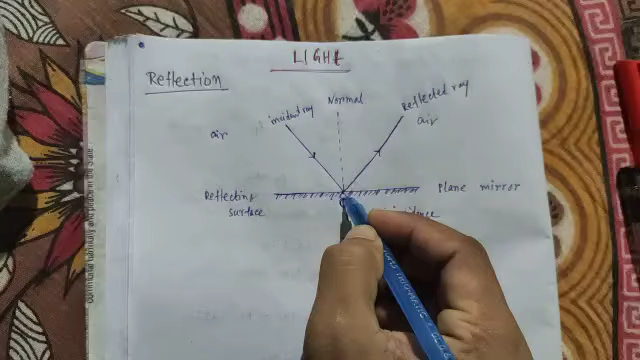 LIGHt
Reflection
Normal
incident ray
Reflected ray
air
air
Reflecting
surface
Plane mirror